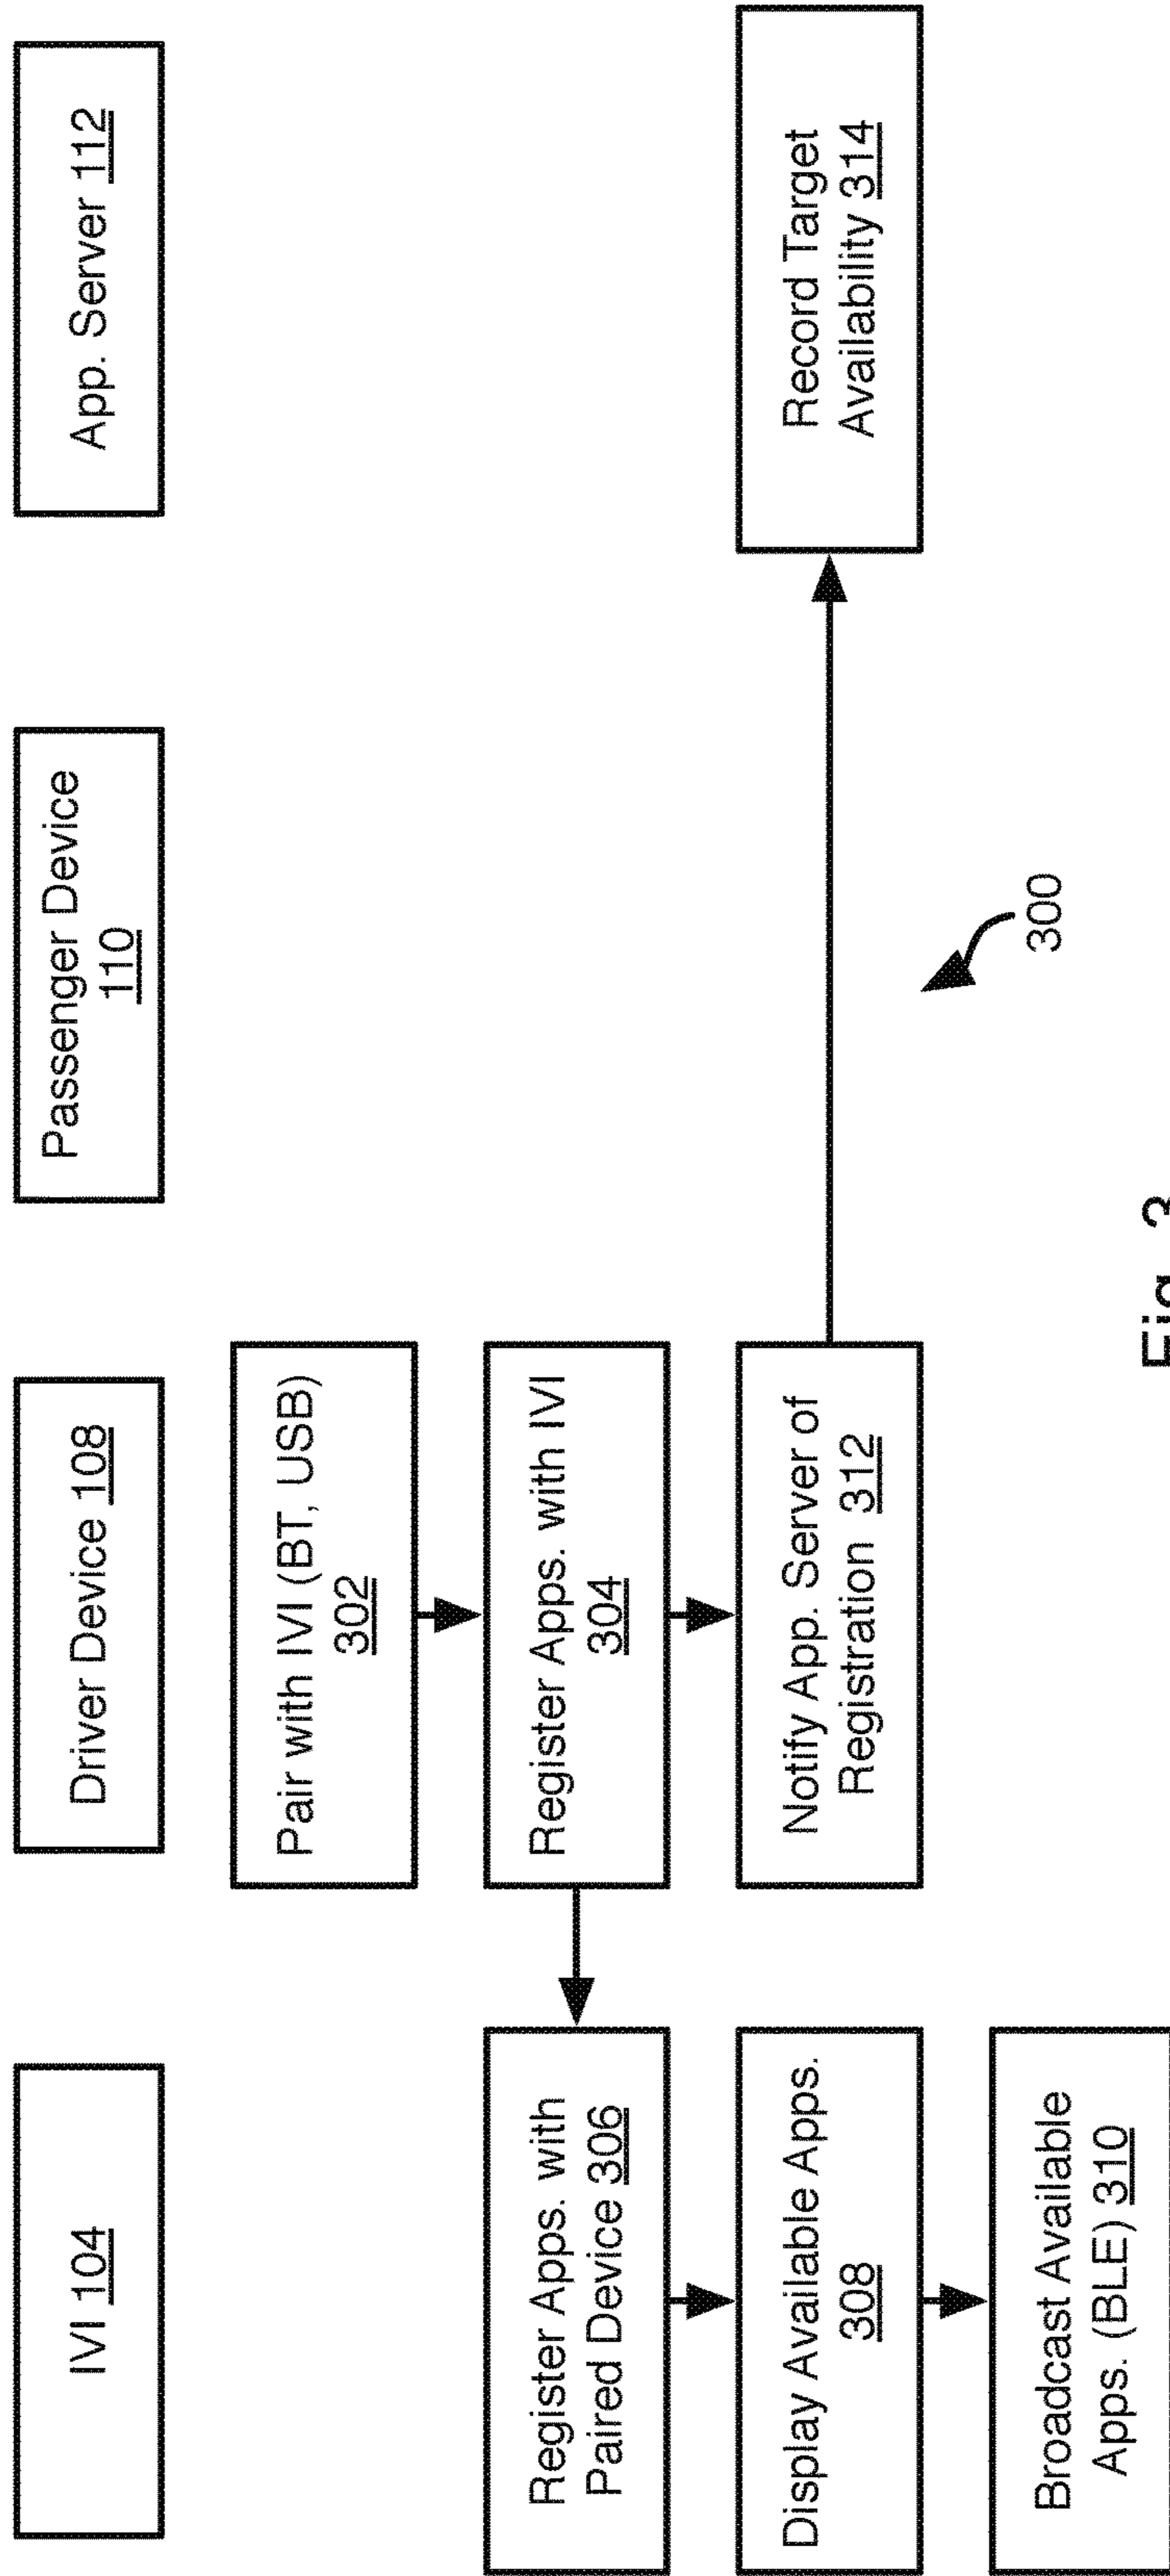 IVI 104
Driver Device 108
Passenger Device
110
App. Server 112
Pair with IVI (BT, USB)
302
Register Apps. with
Paired Device 306
Register Apps. with IVI
304
Display Available Apps.
308
Notify App. Server of
Registration 312
Record Target
Availability 314
Broadcast Available
Apps. (BLE) 310
300
Fig. 3